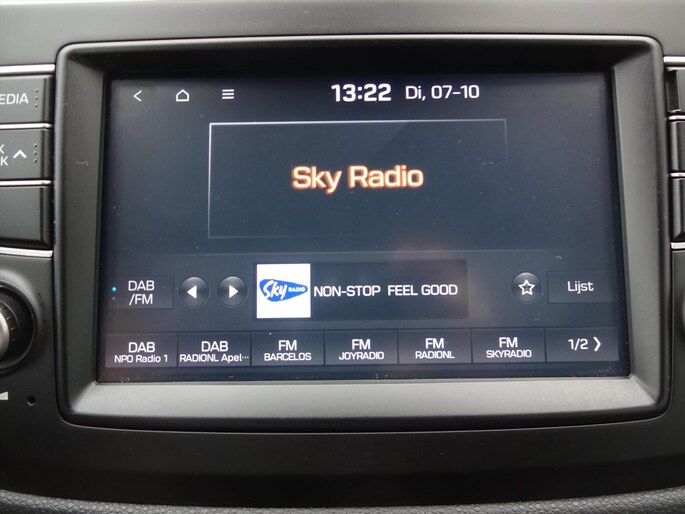 EDIA
13:22 Di, 07-10
K
K
Sky Radio
DAB
/FM
Sky RADIO
NON-STOP FEEL GOOD
Lijst
DAB
NPO Radio 1
DAB
RADIONL Apel...
FM
BARCELOS
FM
JOYRADIO
FM
RADIONL
FM
SKYRADIO
1/2